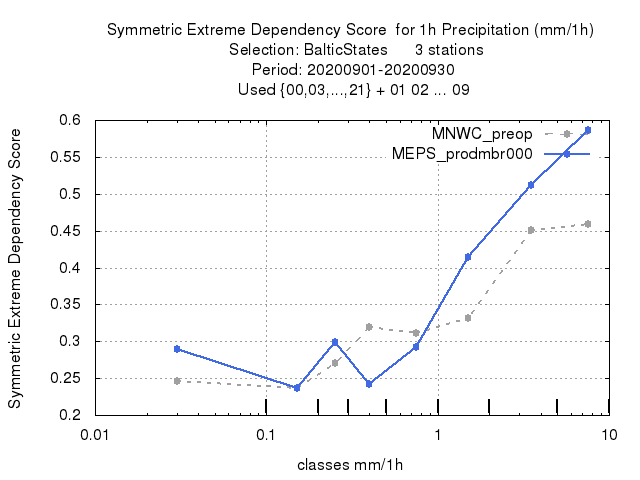 Symmetric Extreme Dependency Score  for 1h Precipitation (mm/1h)
Selection: BalticStates      3 stations
Period: 20200901-20200930
Used {00,03,...,21} + 01 02 ... 09
Symmetric Extreme Dependency Score
0.6
0.55
0.5
0.45
0.4
0.35
0.3
0.25
0.2
MNWC_preop
MEPS_prodmbr000
0.01 0.1 1 10
classes mm/1h